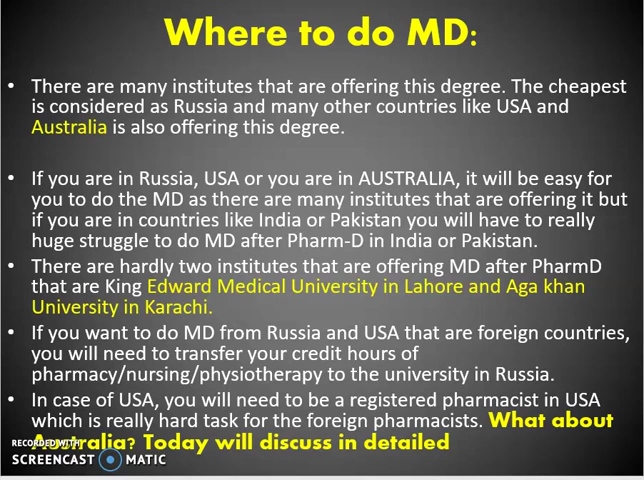 Where to do MD:
• There are many institutes that are offering this degree. The cheapest
is considered as Russia and many other countries like USA and
Australia is also offering this degree.
• If you are in Russia, USA or you are in AUSTRALIA, it will be easy for
you to do the MD as there are many institutes that are offering it but
if you are in countries like India or Pakistan you will have to really
huge struggle to do MD after Pharm-D in India or Pakistan.
• There are hardly two institutes that are offering MD after PharmD
that are King Edward Medical University in Lahore and Aga khan
University in Karachi.
• If you want to do MD from Russia and USA that are foreign countries,
you will need to transfer your credit hours of
pharmacy/nursing/physiotherapy to the university in Russia.
• In case of USA, you will need to be a registered pharmacist in USA
which is really hard task for the foreign pharmacists. What about
Australia? Today will discuss in detailed
RECORDED WITH
SCREENCAST MATIC